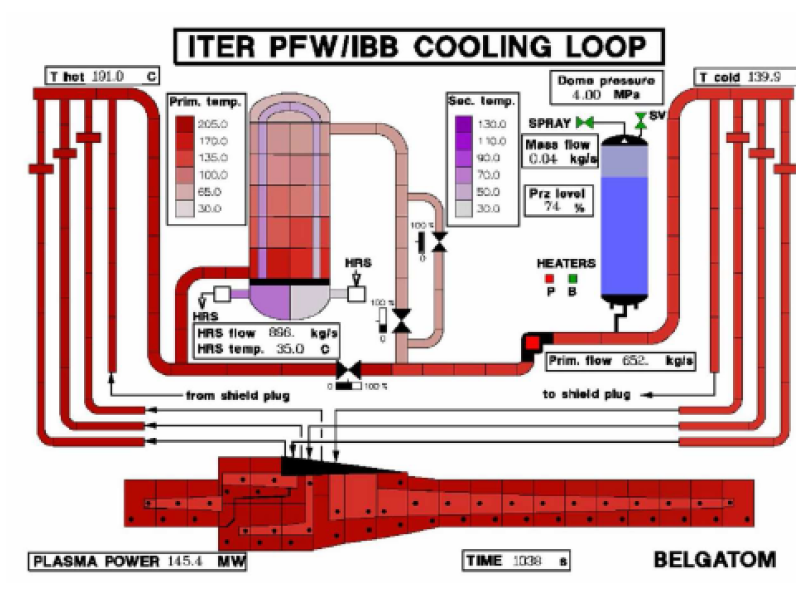 ITER PFW/IBB COOLING LOOP
T hot 191.0 C
Dome pressure
4.00 MPa
T cold 139.9
Prim. temp.
205.0
170.0
135.0
100.0
65.0
30.0
Sec. temp.
130.0
110.0
90.0
70.0
50.0
30.0
SPRAY
SV
Mass flow
0.04 kg/s
Prz level
74 %
100 %
0
HEATERS
P B
HRS
HRS
100 %
0
HRS flow 896. kg/s
HRS temp. 35.0 C
Prim. flow 652. kg/s
0 100 %
from shield plug
to shield plug
PLASMA POWER 145.4 MW
TIME 1038 s
BELGATOM